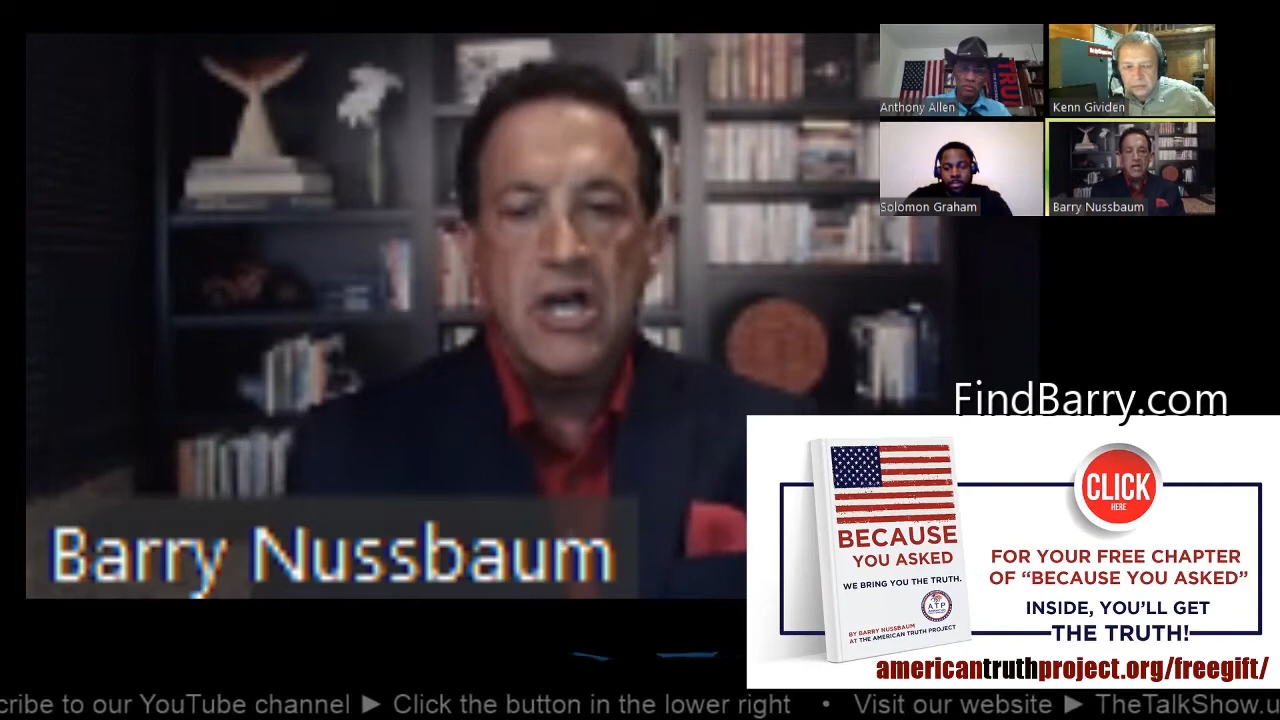 Anthony Allen
Kenn Gividen
Solomon Graham
Barry Nussbaum
FindBarry.com
Barry Nussbaum
BECAUSE
YOU ASKED
WE BRING YOU THE TRUTH.
ATP
BY BARRY NUSSBAUM
AT THE AMERICAN TRUTH PROJECT
CLICK
HERE
FOR YOUR FREE CHAPTER
OF “BECAUSE YOU ASKED”
INSIDE, YOU’LL GET
THE TRUTH!
americantruthproject.org/freegift/
cribe to our YouTube channel ► Click the button in the lower right • Visit our website ► TheTalkShow.u